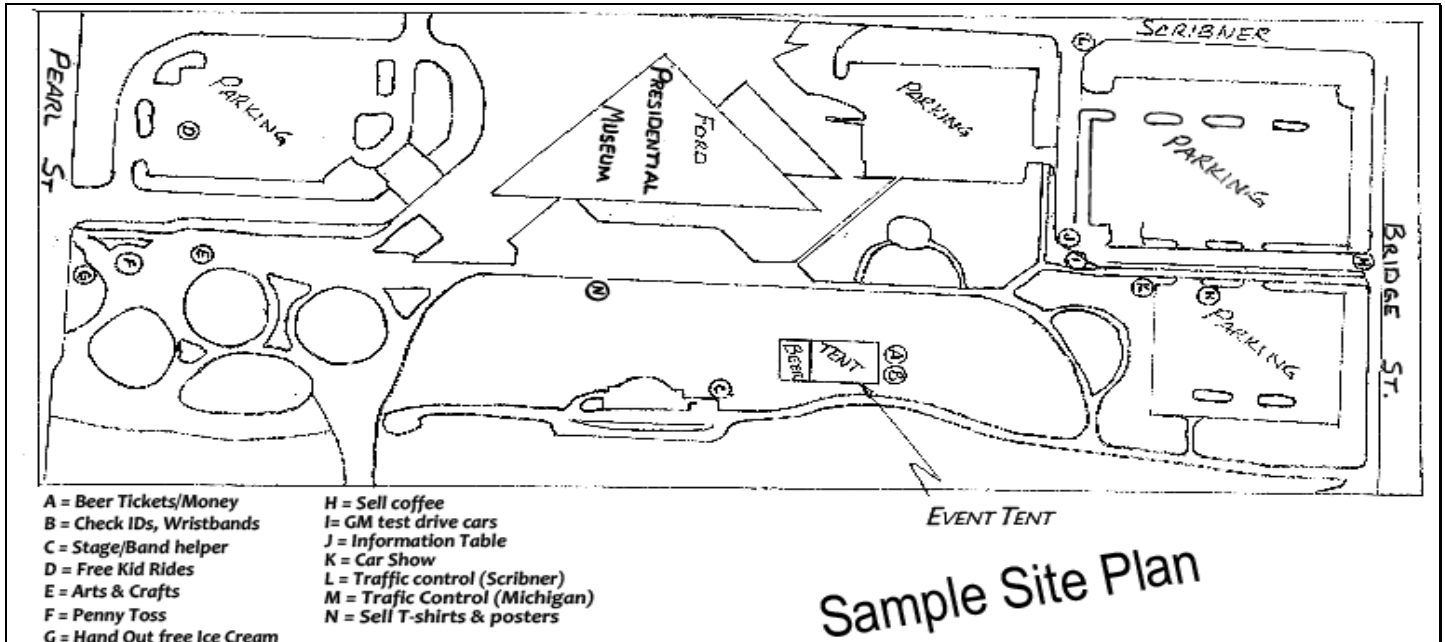 SCRIBNER
PEARL ST
PARKING
D
PRESIDENTIAL
MUSEUM
FORD
PARKING
PARKING
BRIDGE ST.
J
I
G
F
E
N
K
K
PARKING
BEER
TENT
A
B
C
EVENT TENT
A = Beer Tickets/Money
B = Check IDs, Wristbands
C = Stage/Band helper
D = Free Kid Rides
E = Arts & Crafts
F = Penny Toss
G = Hand Out free Ice Cream
H = Sell coffee
I= GM test drive cars
J = Information Table
K = Car Show
L = Traffic control (Scribner)
M = Trafic Control (Michigan)
N = Sell T-shirts & posters
Sample Site Plan